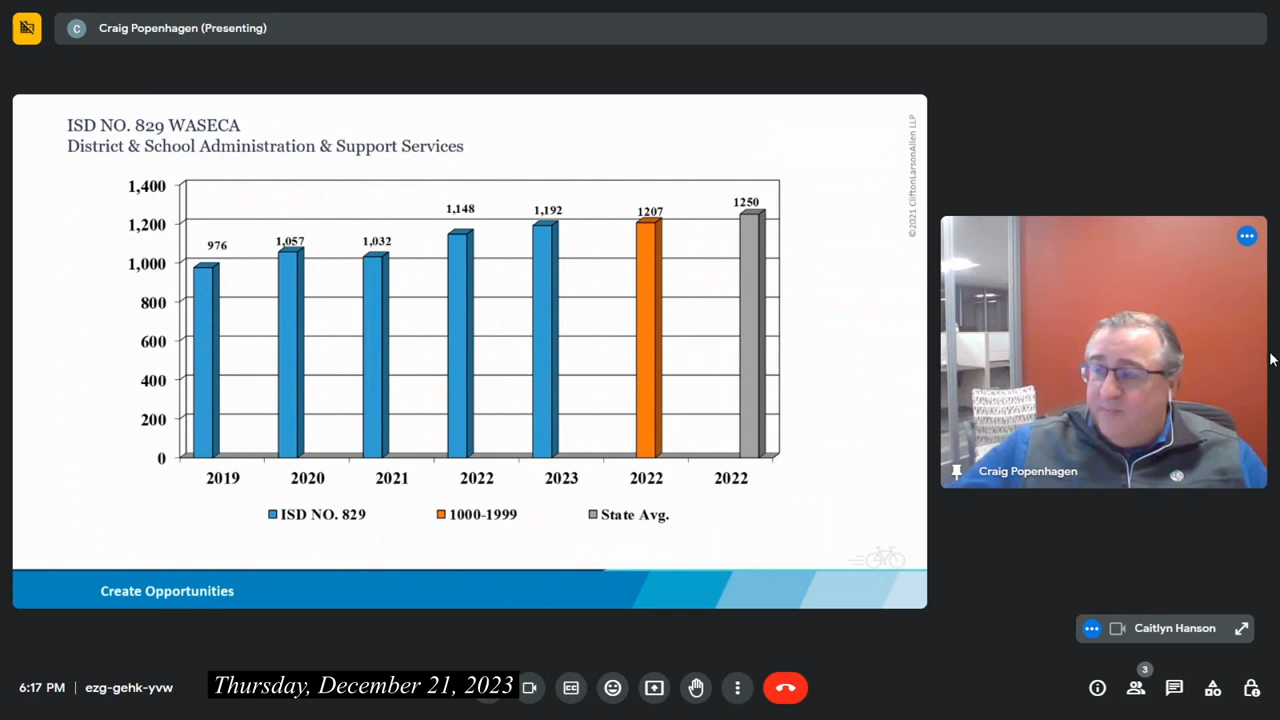 C
Craig Popenhagen (Presenting)
ISD NO. 829 WASECA
District & School Administration & Support Services
©2021 CliftonLarsonAllen LLP
1,400
1,200
1,000
800
600
400
200
0
976
1,057
1,032
1,148
1,192
1207
1250
2019
2020
2021
2022
2023
2022
2022
ISD NO. 829
1000-1999
State Avg.
Create Opportunities
Craig Popenhagen
Caitlyn Hanson
6:17 PM
ezg-gehk-yvw
Thursday, December 21, 2023
CC
3